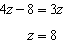 4z − 8 = 3z
z = 8